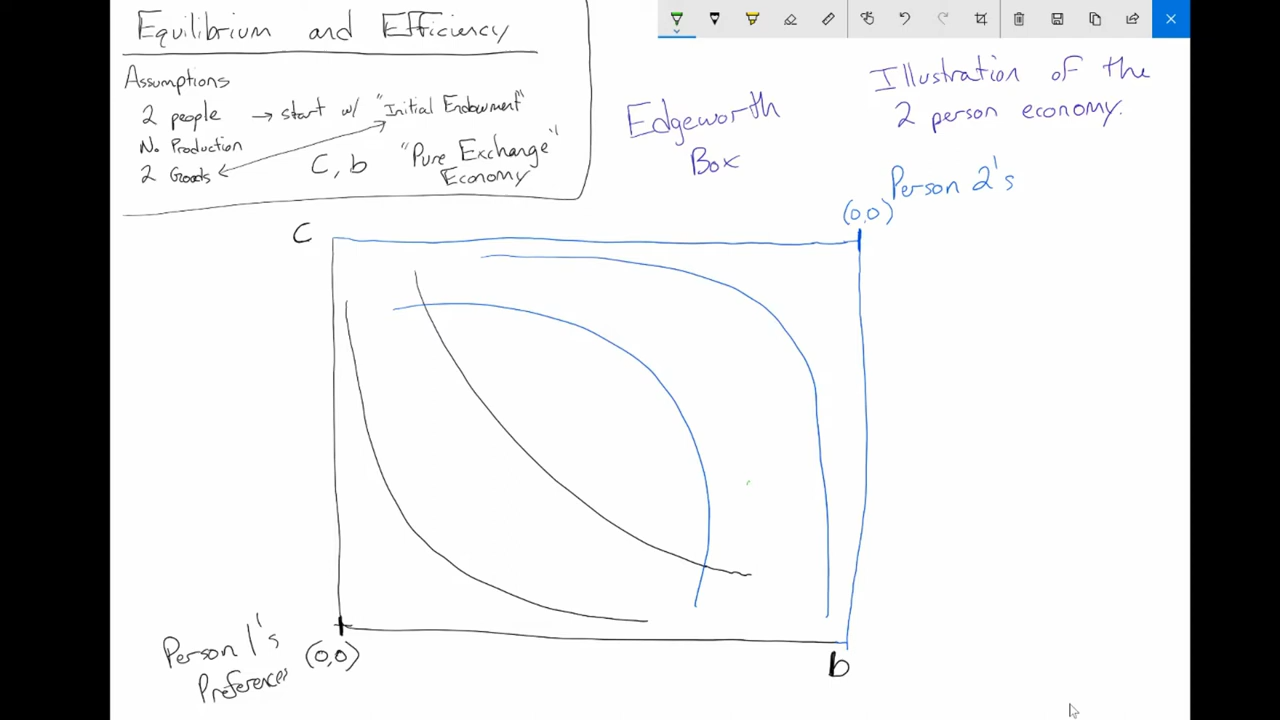 Equilibrium and Efficiency
Assumptions
2 people → start w/ "Initial Endowment"
No Production
2 Goods
C, b
"Pure Exchange"
Economy
Edgeworth
Box
Illustration of the
2 person economy.
Person 2's
(0,0)
C
Person 1's
Preferences
(0,0)
b